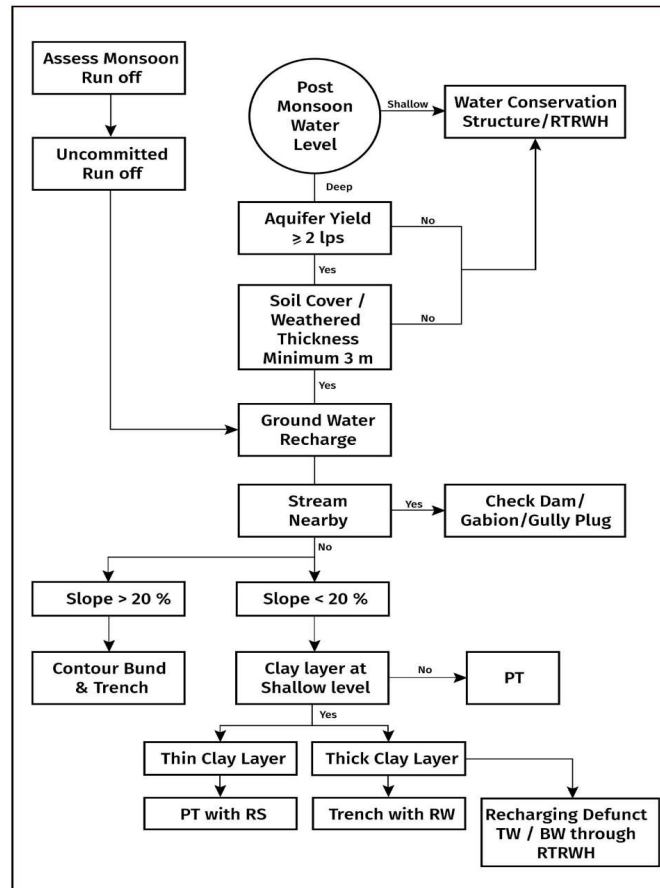 Assess Monsoon
Run off
Post
Monsoon
Water
Level
Shallow
Water Conservation
Structure/RTRWH
Uncommitted
Run off
Deep
Aquifer Yield
⩾ 2 lps
No
Yes
Soil Cover /
Weathered
Thickness
Minimum 3 m
No
Yes
Ground Water
Recharge
Stream
Nearby
Yes
Check Dam/
Gabion/Gully Plug
No
Slope > 20 %
Slope < 20 %
Contour Bund
& Trench
Clay layer at
Shallow level
No
PT
Yes
Thin Clay Layer
Thick Clay Layer
PT with RS
Trench with RW
Recharging Defunct
TW / BW through
RTRWH